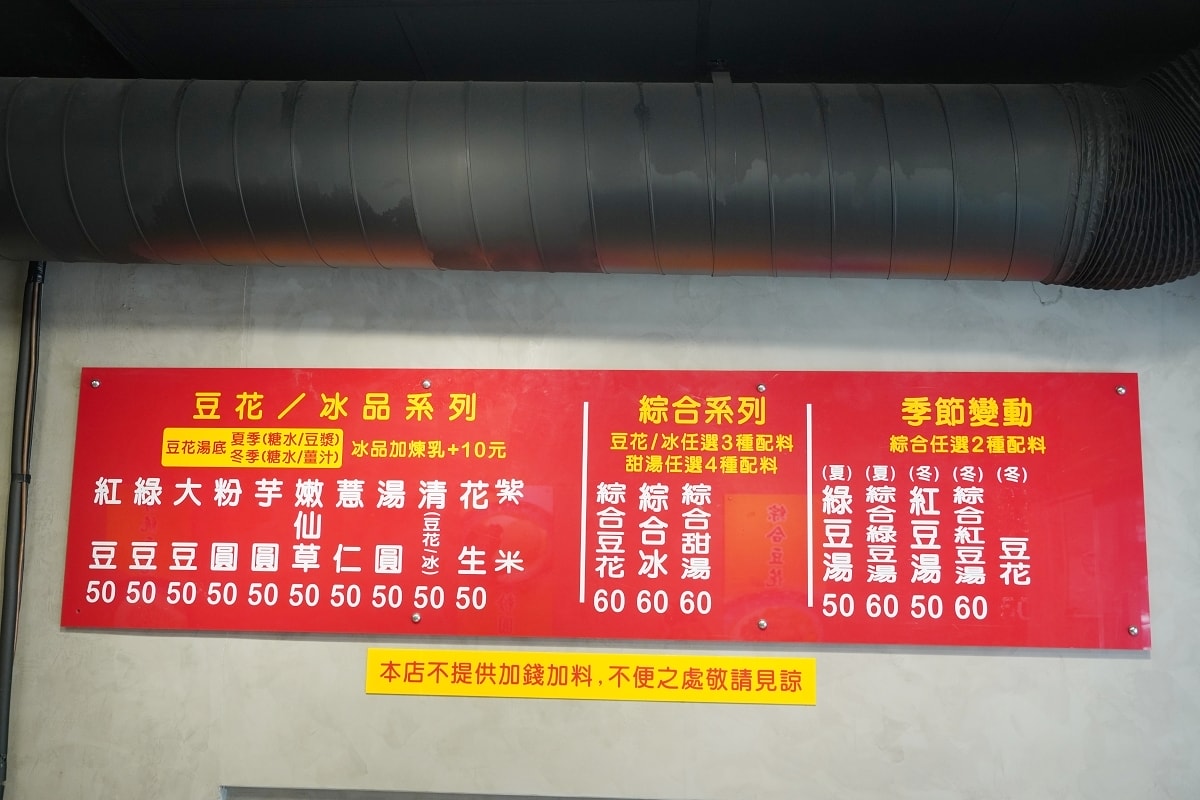 豆花／冰品系列
豆花湯底
夏季(糖水/豆漿)
冬季(糖水/薑汁)
冰品加煉乳+10元
紅豆 50
綠豆 50
大豆 50
粉圓 50
芋圓 50
嫩仙草 50
薏仁 50
湯圓 50
清(豆花/冰) 50
花生 50
紫米
綜合系列
豆花/冰任選3種配料
甜湯任選4種配料
綜合豆花 60
綜合冰 60
綜合甜湯 60
季節變動
綜合任選2種配料
(夏)綠豆湯 50
(夏)綜合綠豆湯 60
(冬)紅豆湯 50
(冬)綜合紅豆湯 60
(冬) 豆花
本店不提供加錢加料,不便之處敬請見諒